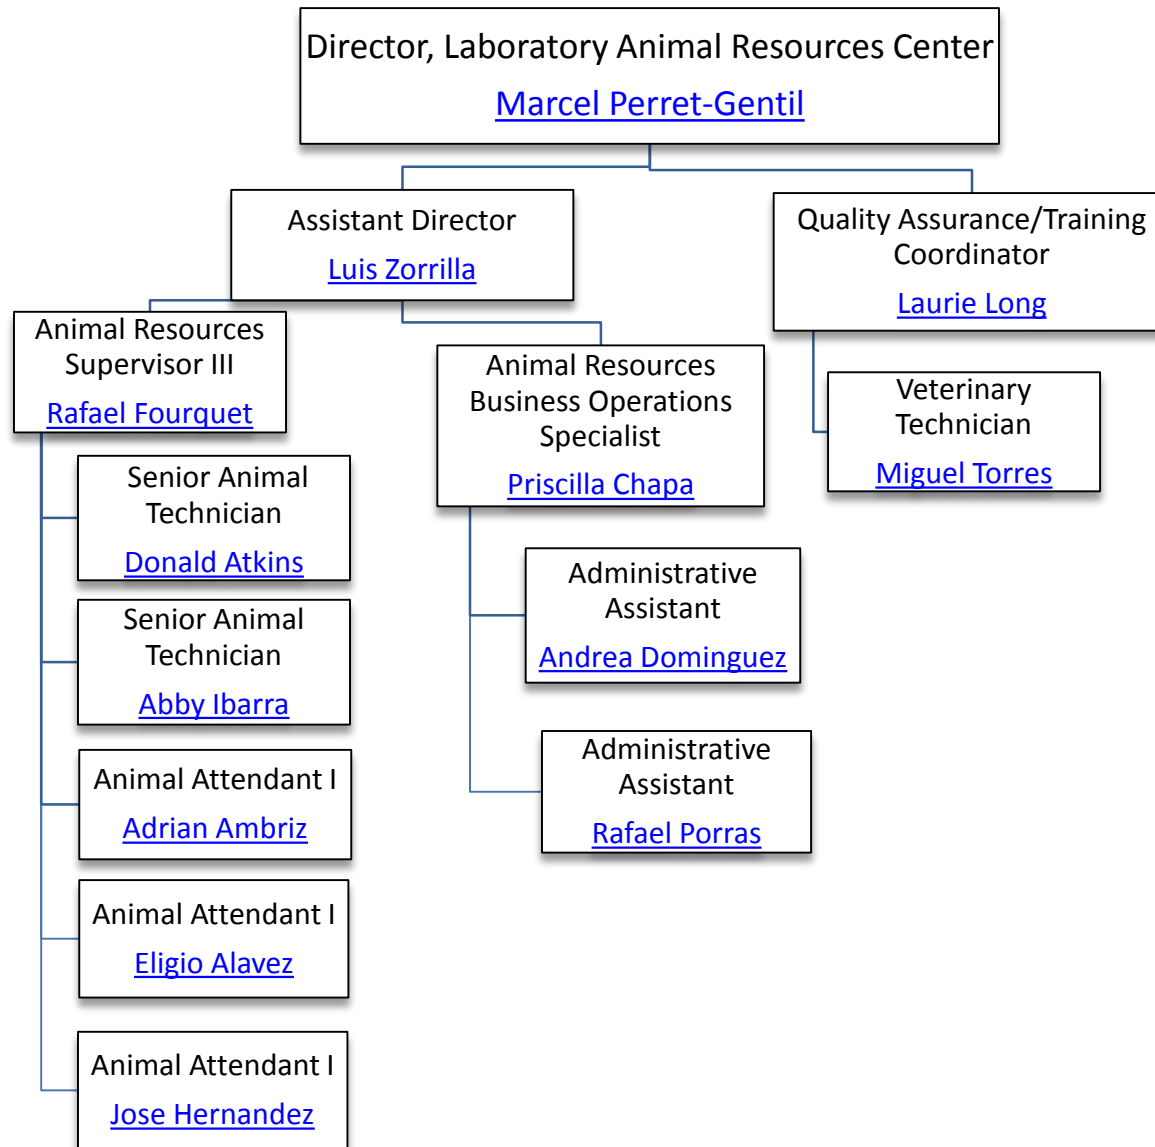 Director, Laboratory Animal Resources Center
Marcel Perret-Gentil
Assistant Director
Luis Zorrilla
Quality Assurance/Training
Coordinator
Laurie Long
Animal Resources
Supervisor III
Rafael Fourquet
Animal Resources
Business Operations
Specialist
Priscilla Chapa
Veterinary
Technician
Miguel Torres
Senior Animal
Technician
Donald Atkins
Senior Animal
Technician
Abby Ibarra
Administrative
Assistant
Andrea Dominguez
Animal Attendant I
Adrian Ambriz
Administrative
Assistant
Rafael Porras
Animal Attendant I
Eligio Alavez
Animal Attendant I
Jose Hernandez